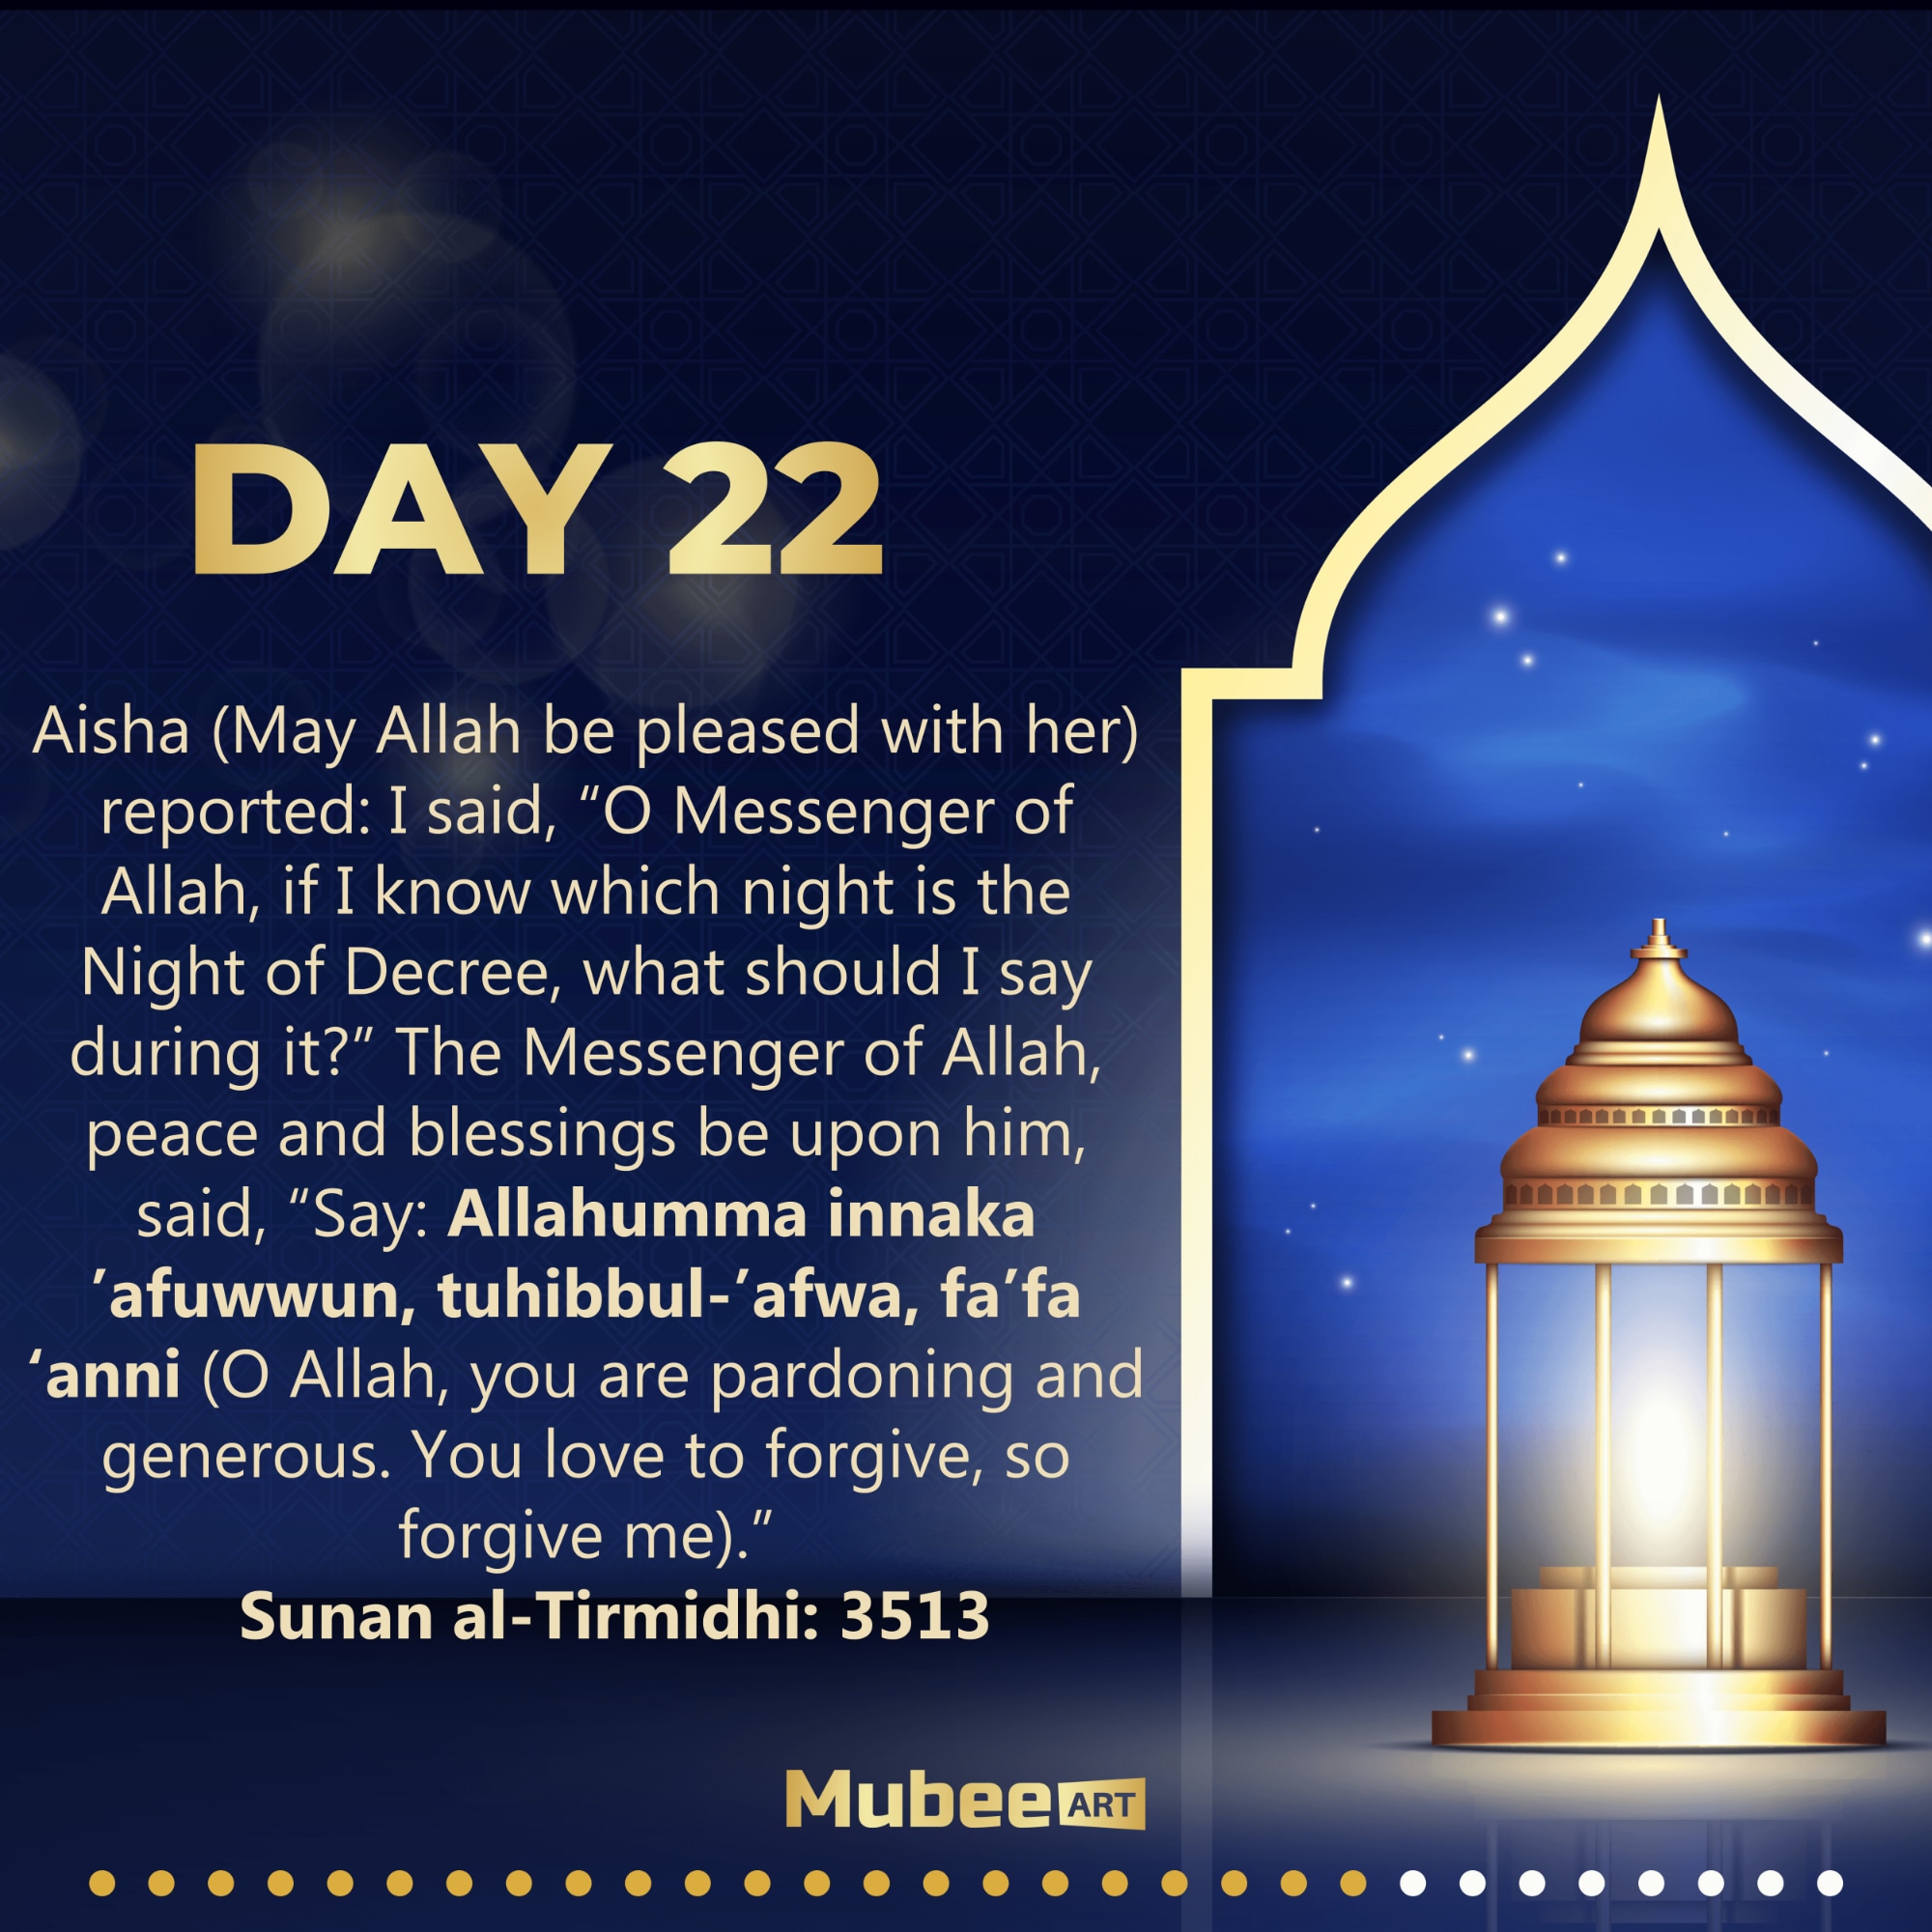 DAY 22
Aisha (May Allah be pleased with her)
reported: I said, “O Messenger of
Allah, if I know which night is the
Night of Decree, what should I say
during it?” The Messenger of Allah,
peace and blessings be upon him,
said, “Say: Allahumma innaka
’afuwwun, tuhibbul-’afwa, fa’fa
‘anni (O Allah, you are pardoning and
generous. You love to forgive, so
forgive me).”
Sunan al-Tirmidhi: 3513
Mubee ART